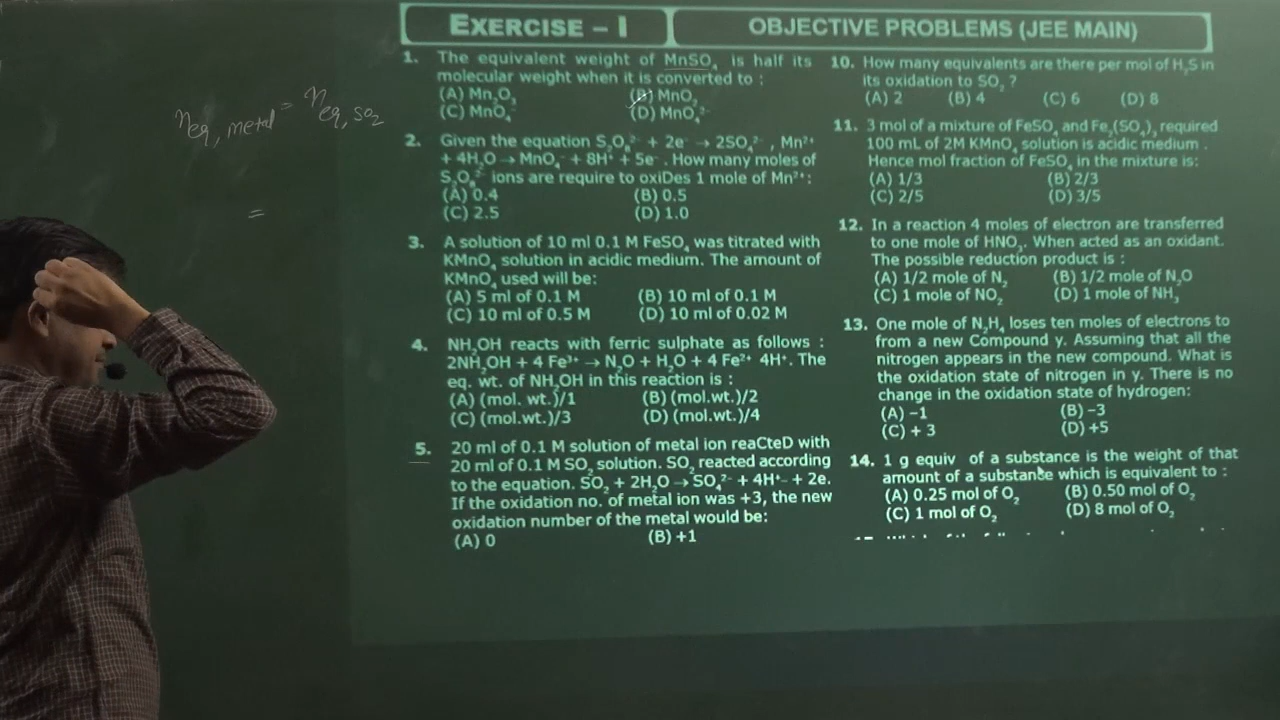 n eq, metal = n eq, SO₂
=
EXERCISE – I
OBJECTIVE PROBLEMS (JEE MAIN)
1. The equivalent weight of MnSO₄ is half its
molecular weight when it is converted to :
(A) Mn₂O₃ (B) MnO₂
(C) MnO₄⁻ (D) MnO₄²⁻
2. Given the equation S₂O₈²⁻ + 2e⁻ → 2SO₄²⁻ , Mn²⁺
+ 4H₂O → MnO₄⁻ + 8H⁺ + 5e⁻ . How many moles of
S₂O₈²⁻ ions are require to oxiDes 1 mole of Mn²⁺:
(A) 0.4 (B) 0.5
(C) 2.5 (D) 1.0
3. A solution of 10 ml 0.1 M FeSO₄ was titrated with
KMnO₄ solution in acidic medium. The amount of
KMnO₄ used will be:
(A) 5 ml of 0.1 M (B) 10 ml of 0.1 M
(C) 10 ml of 0.5 M (D) 10 ml of 0.02 M
4. NH₂OH reacts with ferric sulphate as follows :
2NH₂OH + 4 Fe³⁺ → N₂O + H₂O + 4 Fe²⁺ 4H⁺. The
eq. wt. of NH₂OH in this reaction is :
(A) (mol. wt.)/1 (B) (mol.wt.)/2
(C) (mol.wt.)/3 (D) (mol.wt.)/4
5. 20 ml of 0.1 M solution of metal ion reaCteD with
20 ml of 0.1 M SO₂ solution. SO₂ reacted according
to the equation. SO₂ + 2H₂O → SO₄²⁻ + 4H⁺ + 2e.
If the oxidation no. of metal ion was +3, the new
oxidation number of the metal would be:
(A) 0 (B) +1
10. How many equivalents are there per mol of H₂S in
its oxidation to SO₂ ?
(A) 2 (B) 4 (C) 6 (D) 8
11. 3 mol of a mixture of FeSO₄ and Fe₂(SO₄)₃ required
100 mL of 2M KMnO₄ solution is acidic medium .
Hence mol fraction of FeSO₄ in the mixture is:
(A) 1/3 (B) 2/3
(C) 2/5 (D) 3/5
12. In a reaction 4 moles of electron are transferred
to one mole of HNO₃. When acted as an oxidant.
The possible reduction product is :
(A) 1/2 mole of N₂ (B) 1/2 mole of N₂O
(C) 1 mole of NO₂ (D) 1 mole of NH₃
13. One mole of N₂H₄ loses ten moles of electrons to
from a new Compound y. Assuming that all the
nitrogen appears in the new compound. What is
the oxidation state of nitrogen in y. There is no
change in the oxidation state of hydrogen:
(A) –1 (B) –3
(C) + 3 (D) +5
14. 1 g equiv of a substance is the weight of that
amount of a substance which is equivalent to :
(A) 0.25 mol of O₂ (B) 0.50 mol of O₂
(C) 1 mol of O₂ (D) 8 mol of O₂